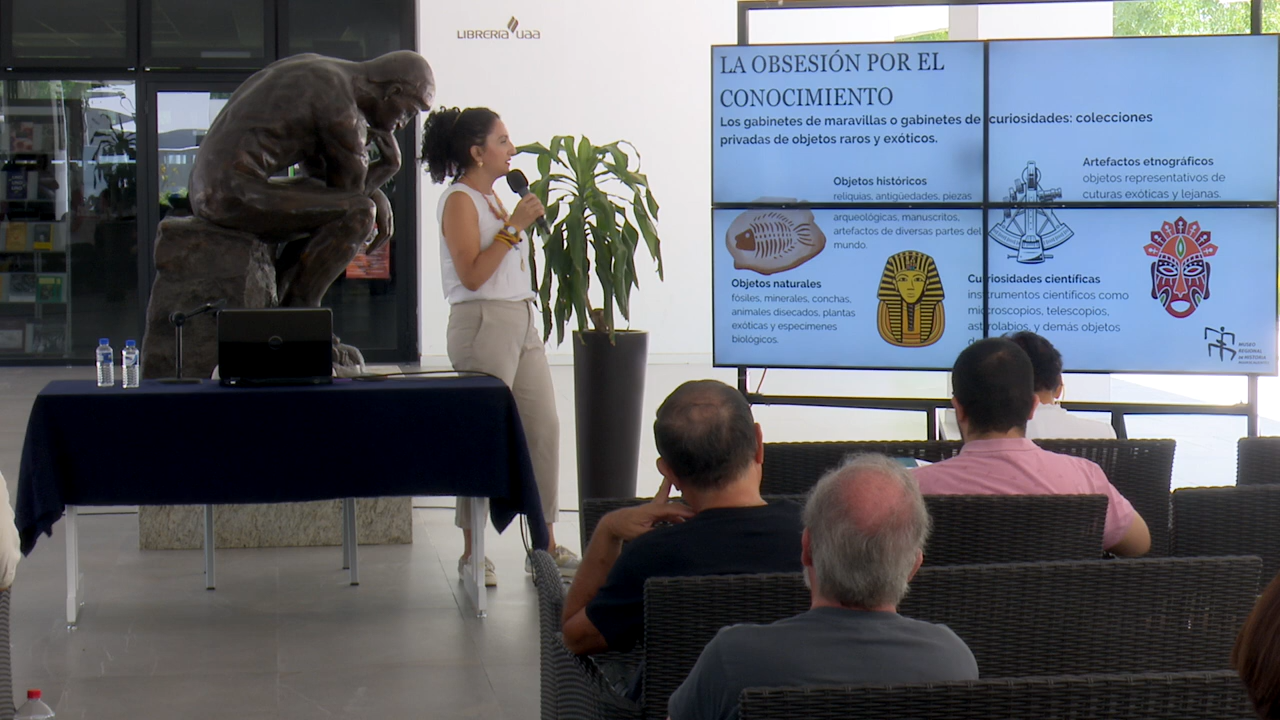 LIBRERÍA UAA
LA OBSESIÓN POR EL
CONOCIMIENTO
Los gabinetes de maravillas o gabinetes de curiosidades: colecciones
privadas de objetos raros y exóticos.
Objetos históricos
reliquias, antigüedades, piezas
arqueológicas, manuscritos,
artefactos de diversas partes del
mundo.
Artefactos etnográficos
objetos representativos de
cuturas exóticas y lejanas.
Objetos naturales
fósiles, minerales, conchas,
animales disecados, plantas
exóticas y especimenes
biológicos.
Curiosidades científicas
instrumentos científicos como
microscopios, telescopios,
astrolabios, y demás objetos
MUSEO
REGIONAL
DE HISTORIA